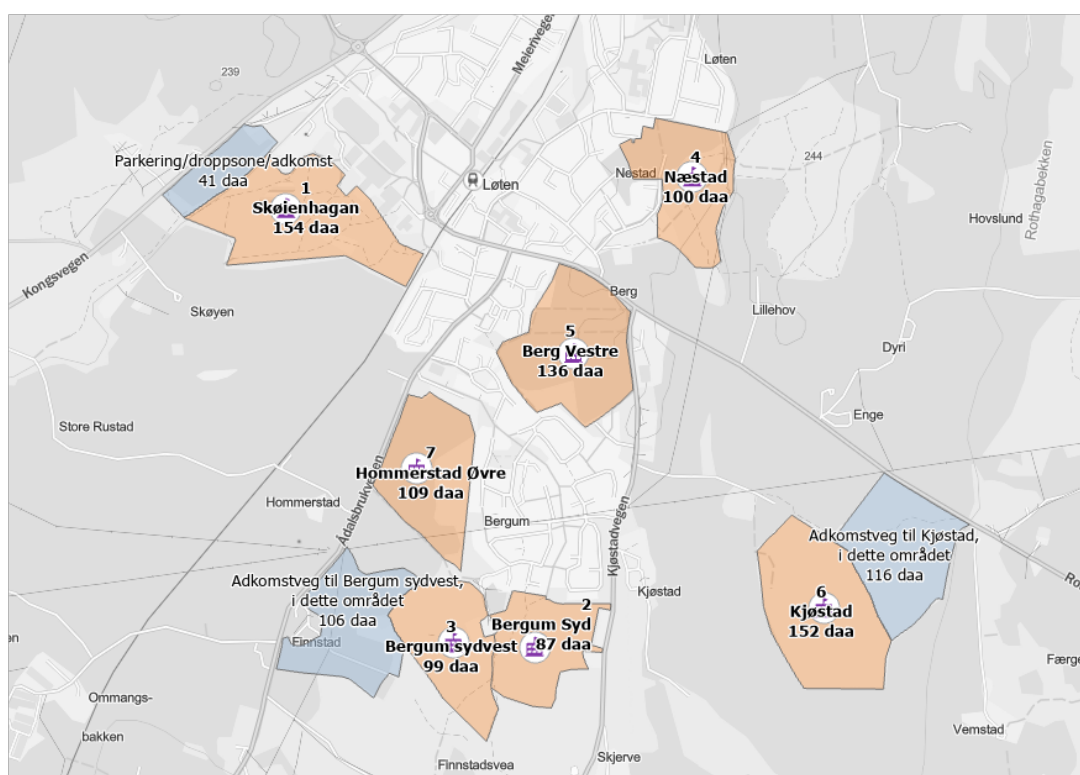 Meierivegen
239
Løten
Parkering/droppsone/adkomst
41 daa
1
Skøienhagan
154 daa
Løten
4
Næstad
100 daa
Nestad
244
Hovslund
Rothagabekken
Kongsvegen
Skøyen
Berg
Lillehov
5
Berg Vestre
136 daa
Dyri
Enge
Store Rustad
7
Hommerstad Øvre
109 daa
Hommerstad
Ådalsbrukvegen
Bergum
Kjøstadvegen
Adkomstveg til Kjøstad,
i dette området
116 daa
Adkomstveg til Bergum sydvest,
i dette området
106 daa
Finnstad
3
Bergum sydvest
99 daa
2
Bergum Syd
87 daa
Kjøstad
6
Kjøstad
152 daa
Ommangs-
bakken
Finnstadsvea
Skjerve
Vemstad